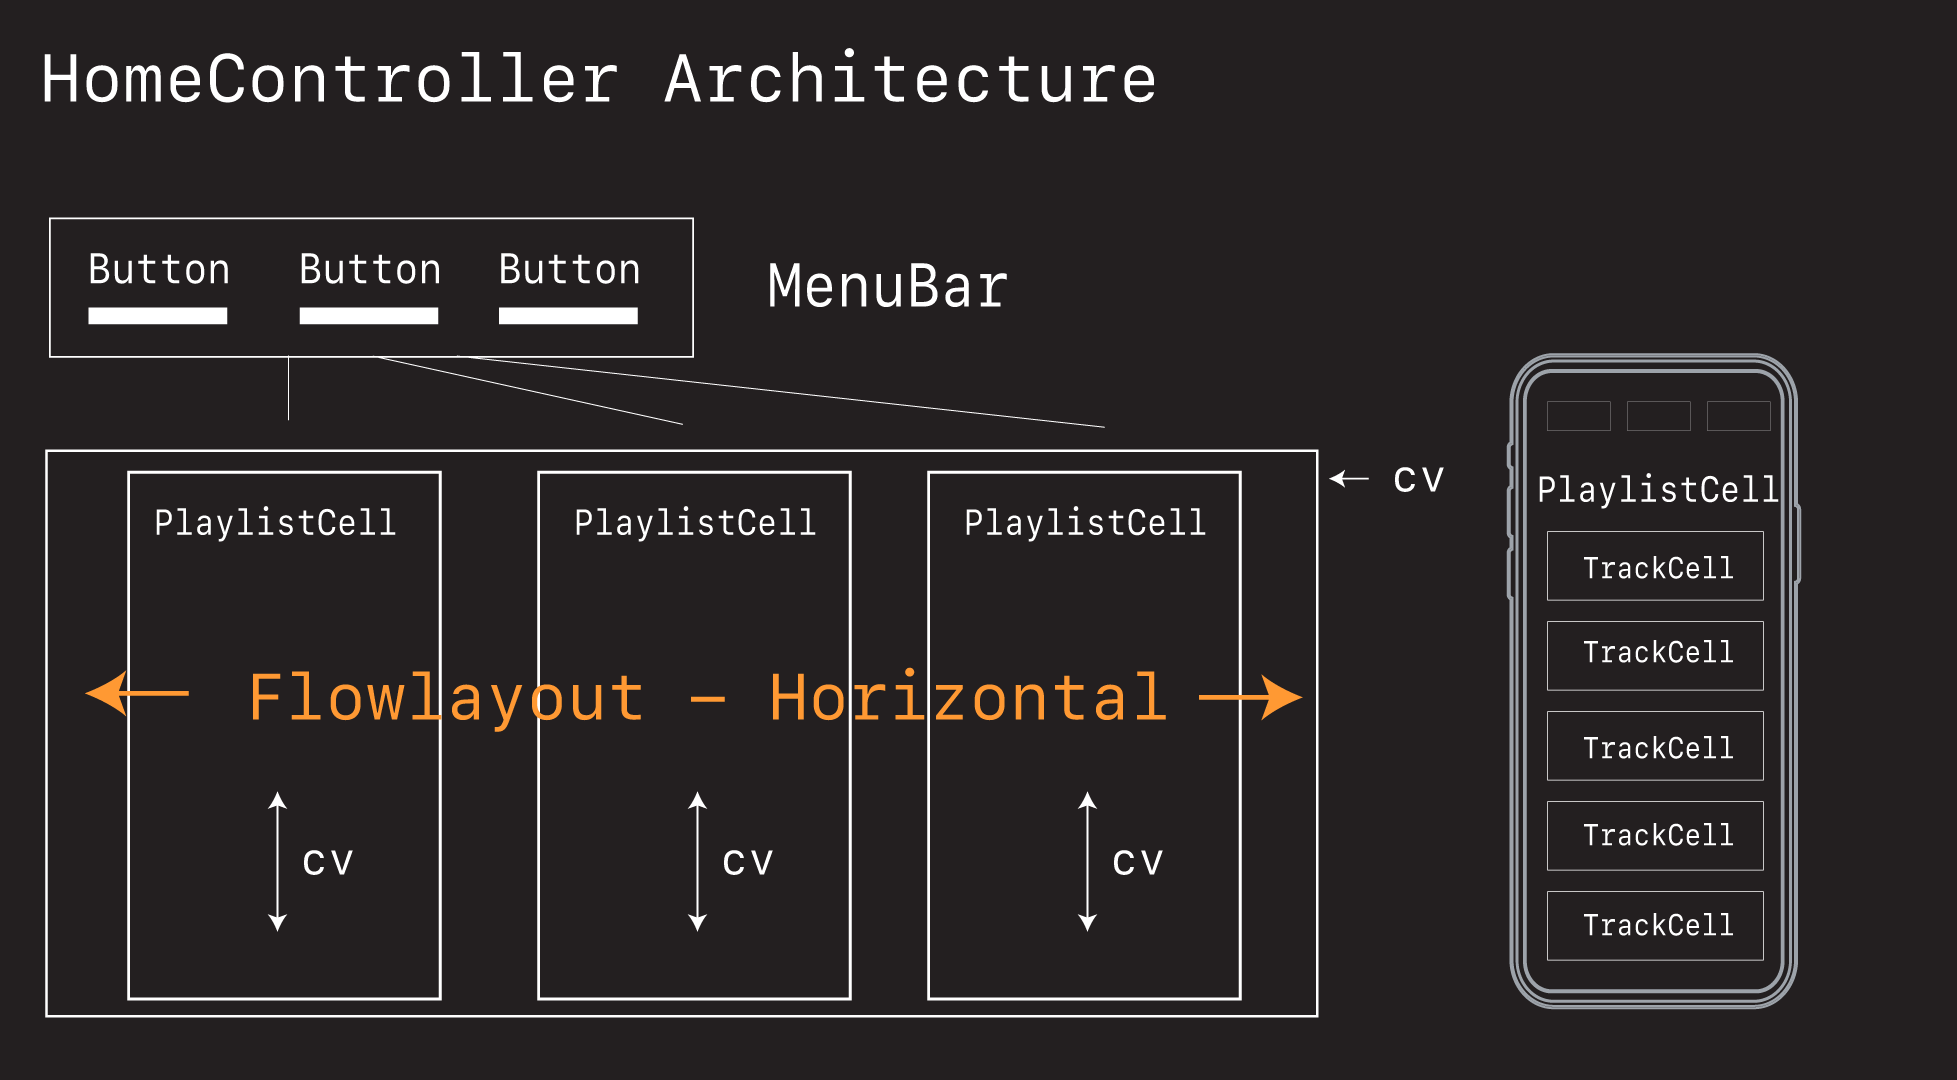 HomeController Architecture
Button Button Button
MenuBar
cv
PlaylistCell PlaylistCell PlaylistCell
Flowlayout – Horizontal
cv cv cv
PlaylistCell
TrackCell
TrackCell
TrackCell
TrackCell
TrackCell